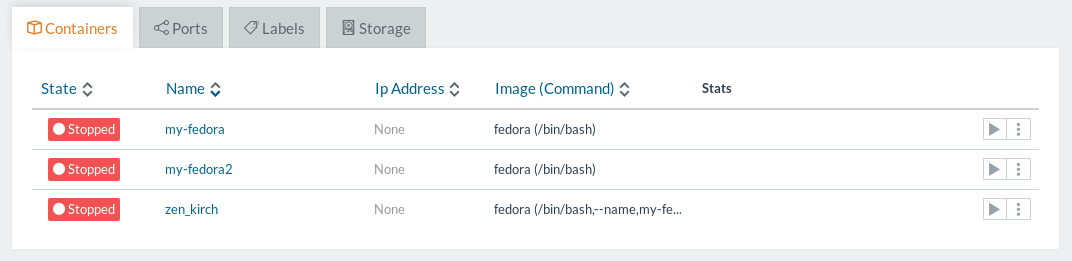 Containers Ports Labels Storage
State Name Ip Address Image (Command) Stats
Stopped my-fedora None fedora (/bin/bash)
Stopped my-fedora2 None fedora (/bin/bash)
Stopped zen_kirch None fedora (/bin/bash,--name,my-fe...